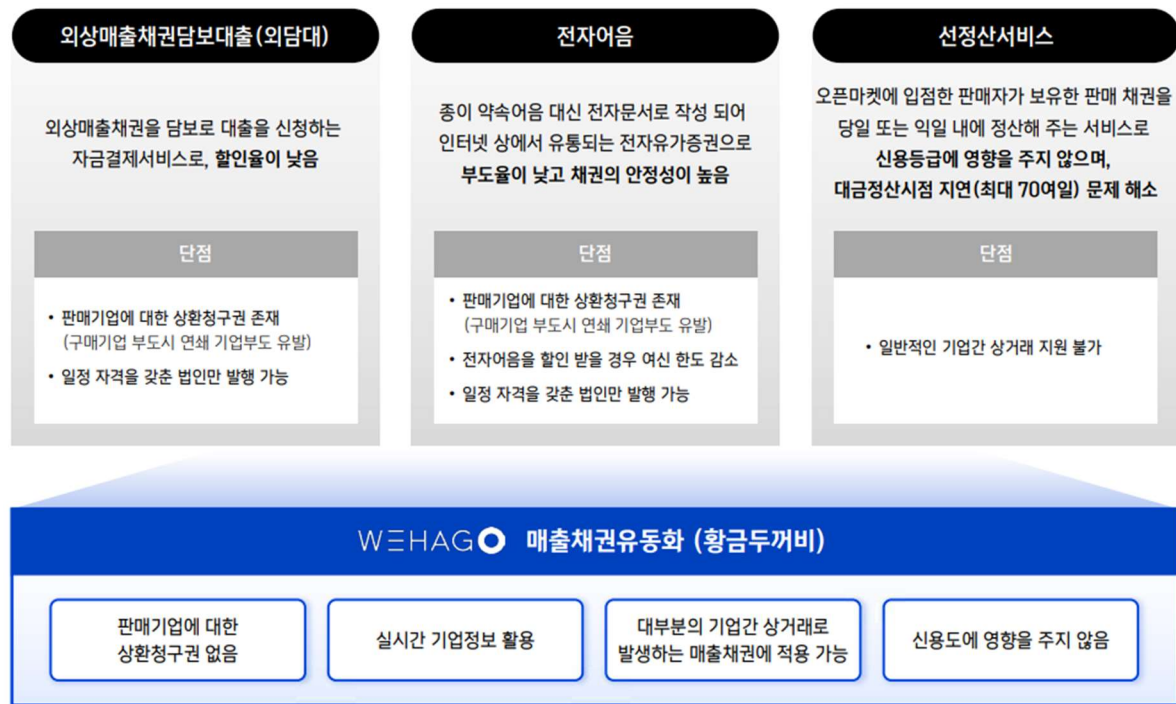 외상매출채권담보대출(외담대)
외상매출채권을 담보로 대출을 신청하는
자금결제서비스로, 할인율이 낮음
단점
• 판매기업에 대한 상환청구권 존재
(구매기업 부도시 연쇄 기업부도 유발)
• 일정 자격을 갖춘 법인만 발행 가능
전자어음
종이 약속어음 대신 전자문서로 작성 되어
인터넷 상에서 유통되는 전자유가증권으로
부도율이 낮고 채권의 안정성이 높음
단점
• 판매기업에 대한 상환청구권 존재
(구매기업 부도시 연쇄 기업부도 유발)
• 전자어음을 할인 받을 경우 여신 한도 감소
• 일정 자격을 갖춘 법인만 발행 가능
선정산서비스
오픈마켓에 입점한 판매자가 보유한 판매 채권을
당일 또는 익일 내에 정산해 주는 서비스로
신용등급에 영향을 주지 않으며,
대금정산시점 지연(최대 70여일) 문제 해소
단점
• 일반적인 기업간 상거래 지원 불가
WEHAGO 매출채권유동화 (황금두꺼비)
판매기업에 대한
상환청구권 없음
실시간 기업정보 활용
대부분의 기업간 상거래로
발생하는 매출채권에 적용 가능
신용도에 영향을 주지 않음